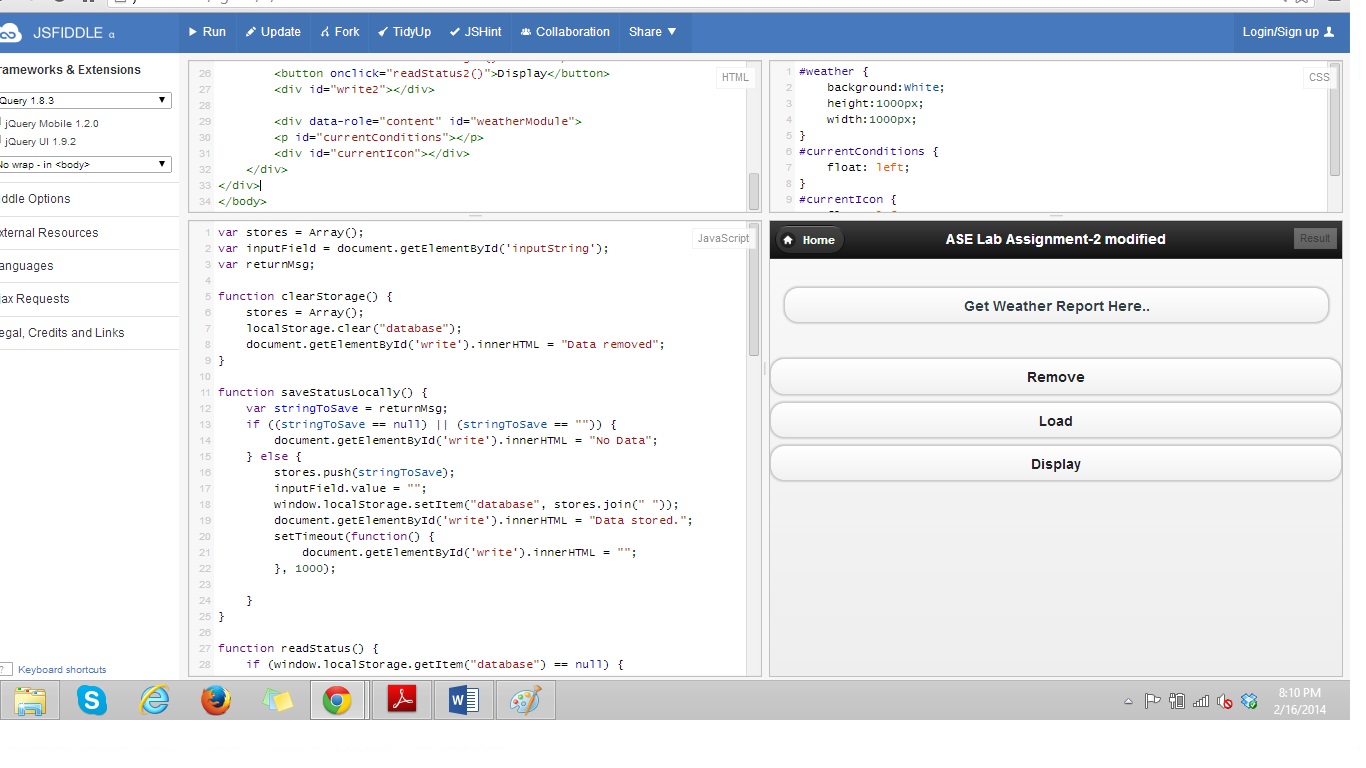 JSFIDDLE α
Run
Update
Fork
TidyUp
JSHint
Collaboration
Share ▼
Login/Sign up
rameworks & Extensions
Query 1.8.3
jQuery Mobile 1.2.0
jQuery UI 1.9.2
No wrap - in <body>
iddle Options
xternal Resources
anguages
jax Requests
egal, Credits and Links
? Keyboard shortcuts
HTML
26 <button onclick="readStatus2()">Display</button>
27 <div id="write2"></div>
28
29 <div data-role="content" id="weatherModule">
30 <p id="currentConditions"></p>
31 <div id="currentIcon"></div>
32 </div>
33 </div>
34 </body>
CSS
1 #weather {
2 background:White;
3 height:1000px;
4 width:1000px;
5 }
6 #currentConditions {
7 float: left;
8 }
9 #currentIcon {
JavaScript
1 var stores = Array();
2 var inputField = document.getElementById('inputString');
3 var returnMsg;
4
5 function clearStorage() {
6 stores = Array();
7 localStorage.clear("database");
8 document.getElementById('write').innerHTML = "Data removed";
9 }
10
11 function saveStatusLocally() {
12 var stringToSave = returnMsg;
13 if ((stringToSave == null) || (stringToSave == "")) {
14 document.getElementById('write').innerHTML = "No Data";
15 } else {
16 stores.push(stringToSave);
17 inputField.value = "";
18 window.localStorage.setItem("database", stores.join(" "));
19 document.getElementById('write').innerHTML = "Data stored.";
20 setTimeout(function() {
21 document.getElementById('write').innerHTML = "";
22 }, 1000);
23
24 }
25 }
26
27 function readStatus() {
28 if (window.localStorage.getItem("database") == null) {
Home
ASE Lab Assignment-2 modified
Result
Get Weather Report Here..
Remove
Load
Display
8:10 PM
2/16/2014